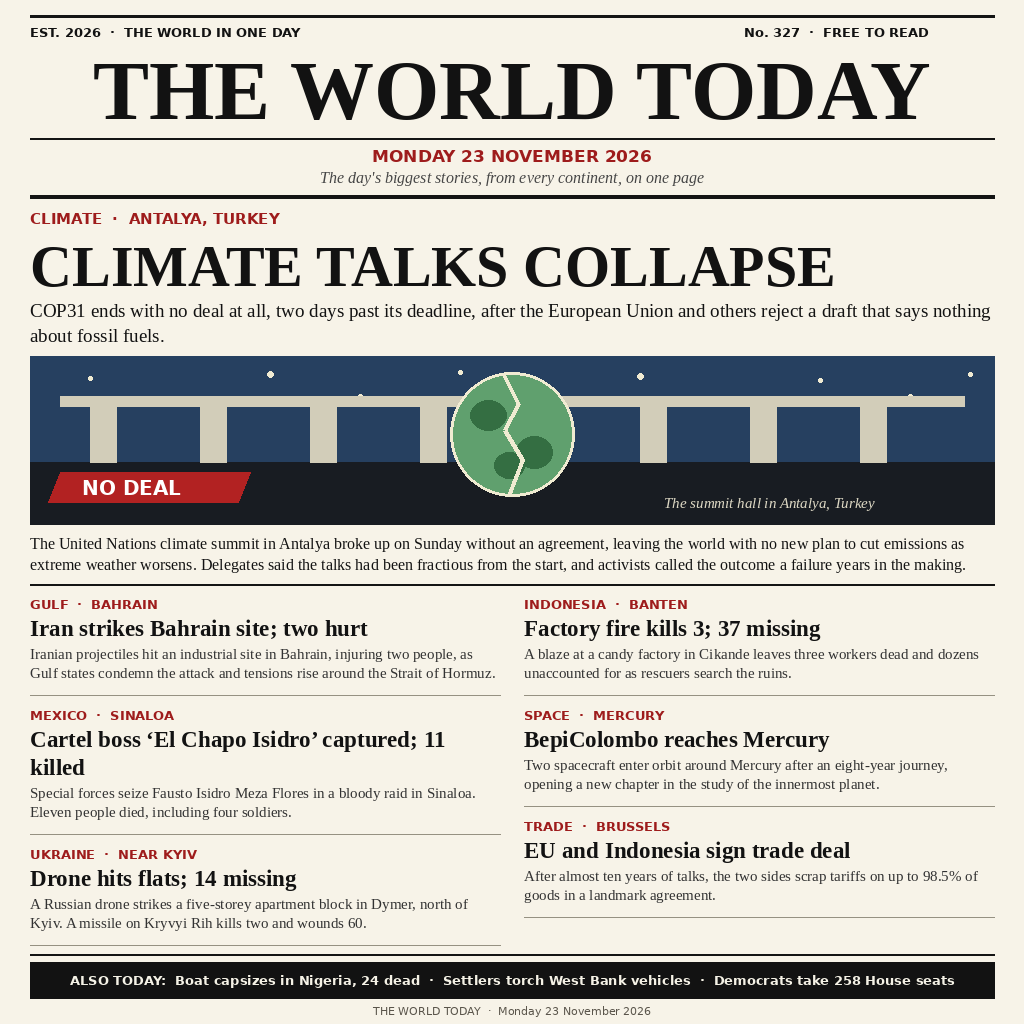 EST. 2026 · THE WORLD IN ONE DAY
No. 327 · FREE TO READ
THE WORLD TODAY
MONDAY 23 NOVEMBER 2026
The day's biggest stories, from every continent, on one page
CLIMATE · ANTALYA, TURKEY
CLIMATE TALKS COLLAPSE
COP31 ends with no deal at all, two days past its deadline, after the European Union and others reject a draft that says nothing
about fossil fuels.
NO DEAL
The summit hall in Antalya, Turkey
The United Nations climate summit in Antalya broke up on Sunday without an agreement, leaving the world with no new plan to cut emissions as
extreme weather worsens. Delegates said the talks had been fractious from the start, and activists called the outcome a failure years in the making.
GULF · BAHRAIN
Iran strikes Bahrain site; two hurt
Iranian projectiles hit an industrial site in Bahrain, injuring two people, as
Gulf states condemn the attack and tensions rise around the Strait of Hormuz.
MEXICO · SINALOA
Cartel boss ‘El Chapo Isidro’ captured; 11
killed
Special forces seize Fausto Isidro Meza Flores in a bloody raid in Sinaloa.
Eleven people died, including four soldiers.
UKRAINE · NEAR KYIV
Drone hits flats; 14 missing
A Russian drone strikes a five-storey apartment block in Dymer, north of
Kyiv. A missile on Kryvyi Rih kills two and wounds 60.
INDONESIA · BANTEN
Factory fire kills 3; 37 missing
A blaze at a candy factory in Cikande leaves three workers dead and dozens
unaccounted for as rescuers search the ruins.
SPACE · MERCURY
BepiColombo reaches Mercury
Two spacecraft enter orbit around Mercury after an eight-year journey,
opening a new chapter in the study of the innermost planet.
TRADE · BRUSSELS
EU and Indonesia sign trade deal
After almost ten years of talks, the two sides scrap tariffs on up to 98.5% of
goods in a landmark agreement.
ALSO TODAY: Boat capsizes in Nigeria, 24 dead · Settlers torch West Bank vehicles · Democrats take 258 House seats
THE WORLD TODAY · Monday 23 November 2026